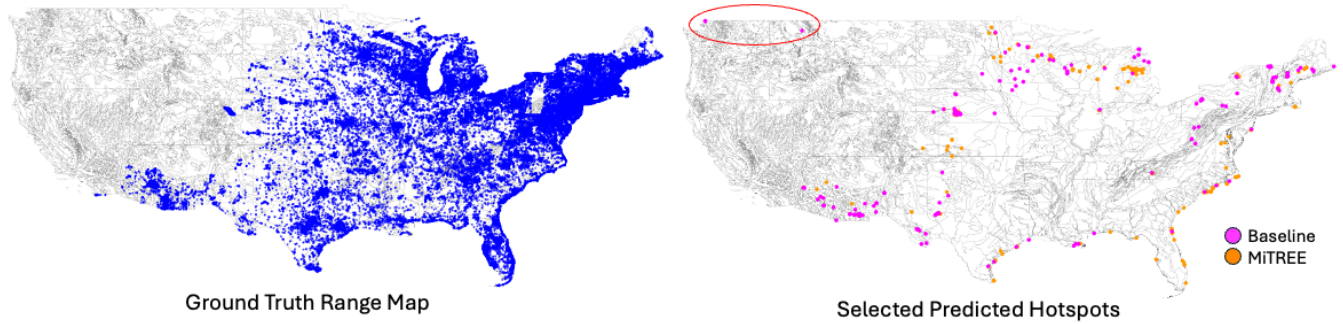 Ground Truth Range Map
Selected Predicted Hotspots
Baseline
MiTREE